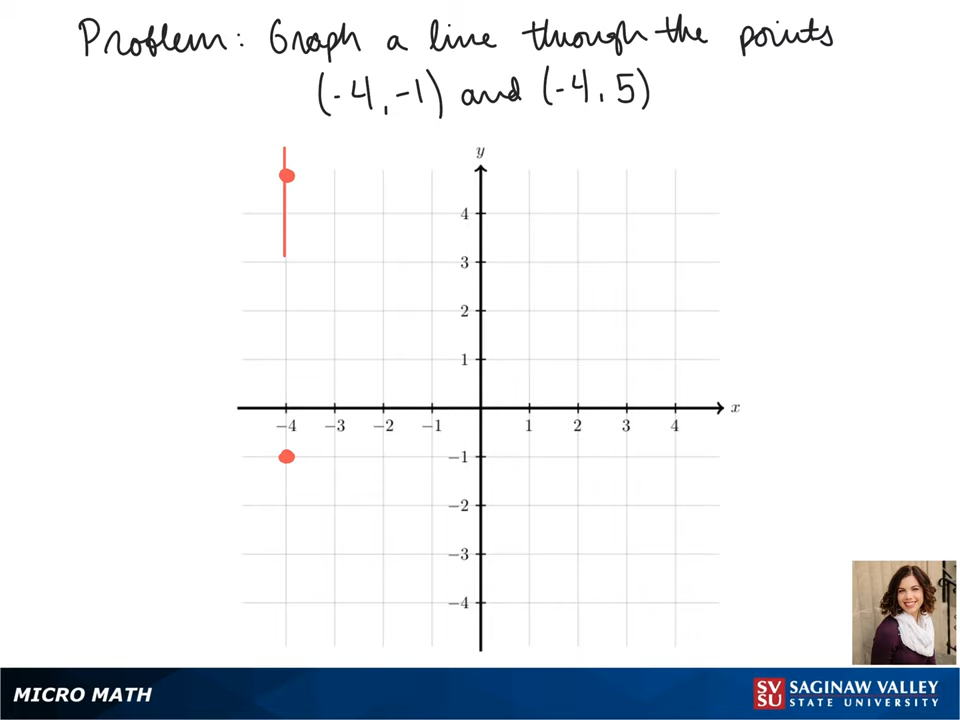 Problem: Graph a line through the points
(-4,-1) and (-4,5)
y
4
3
2
1
x
−4 −3 −2 −1 1 2 3 4
−1
−2
−3
−4
MICRO MATH
SV SU SAGINAW VALLEY
STATE UNIVERSITY